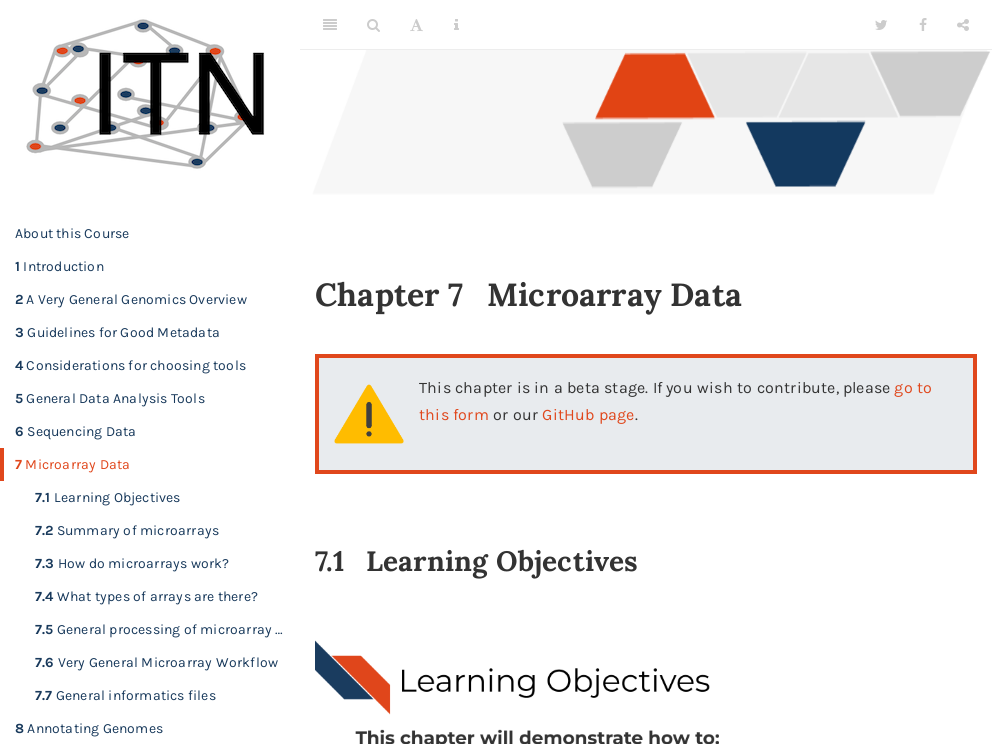 ITN
About this Course
1 Introduction
2 A Very General Genomics Overview
3 Guidelines for Good Metadata
4 Considerations for choosing tools
5 General Data Analysis Tools
6 Sequencing Data
7 Microarray Data
7.1 Learning Objectives
7.2 Summary of microarrays
7.3 How do microarrays work?
7.4 What types of arrays are there?
7.5 General processing of microarray ...
7.6 Very General Microarray Workflow
7.7 General informatics files
8 Annotating Genomes
Chapter 7 Microarray Data
This chapter is in a beta stage. If you wish to contribute, please go to
this form or our GitHub page.
7.1 Learning Objectives
Learning Objectives
This chapter will demonstrate how to: